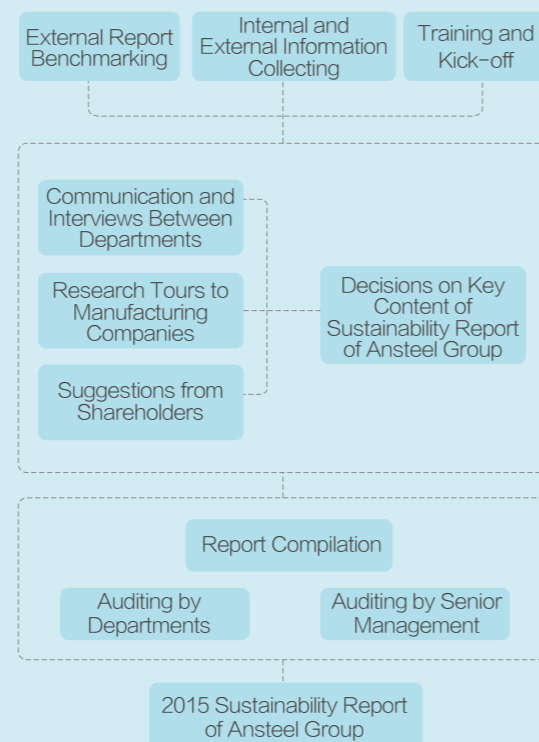 External Report
Benchmarking
Internal and
External Information
Collecting
Training and
Kick-off
Communication and
Interviews Between
Departments
Research Tours to
Manufacturing
Companies
Suggestions from
Shareholders
Decisions on Key
Content of
Sustainability Report
of Ansteel Group
Report Compilation
Auditing by
Departments
Auditing by Senior
Management
2015 Sustainability Report
of Ansteel Group